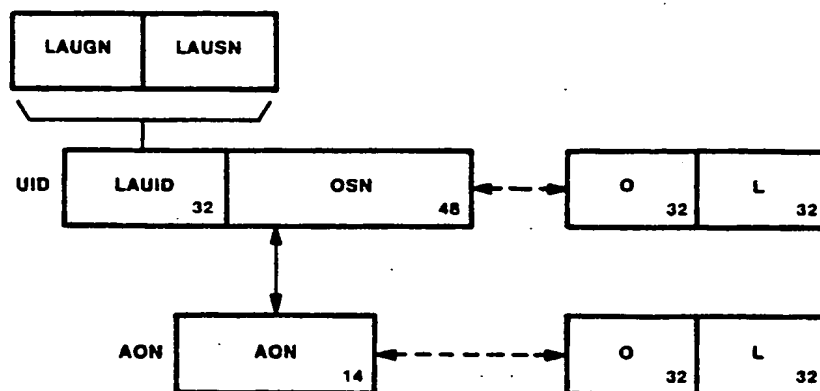 LAUGN LAUSN
UID LAUID 32 OSN 48 O 32 L 32
AON AON 14 O 32 L 32